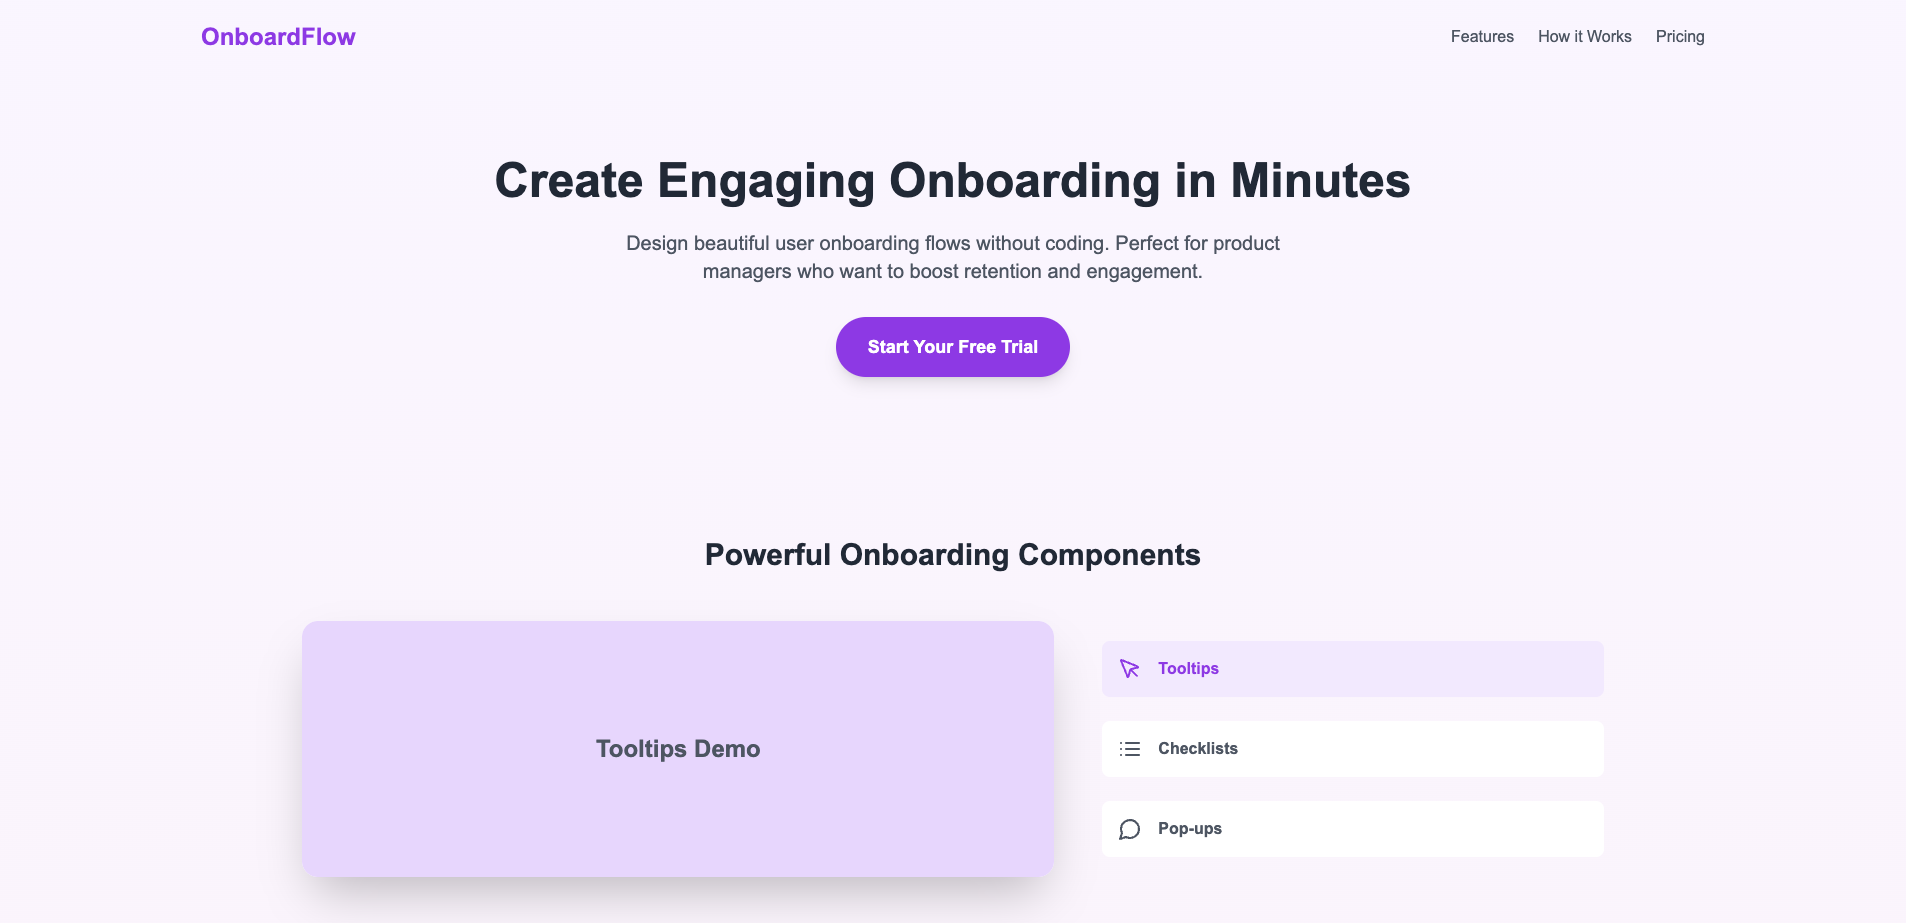 OnboardFlow
Features
How it Works
Pricing
Create Engaging Onboarding in Minutes
Design beautiful user onboarding flows without coding. Perfect for product
managers who want to boost retention and engagement.
Start Your Free Trial
Powerful Onboarding Components
Tooltips Demo
Tooltips
Checklists
Pop-ups